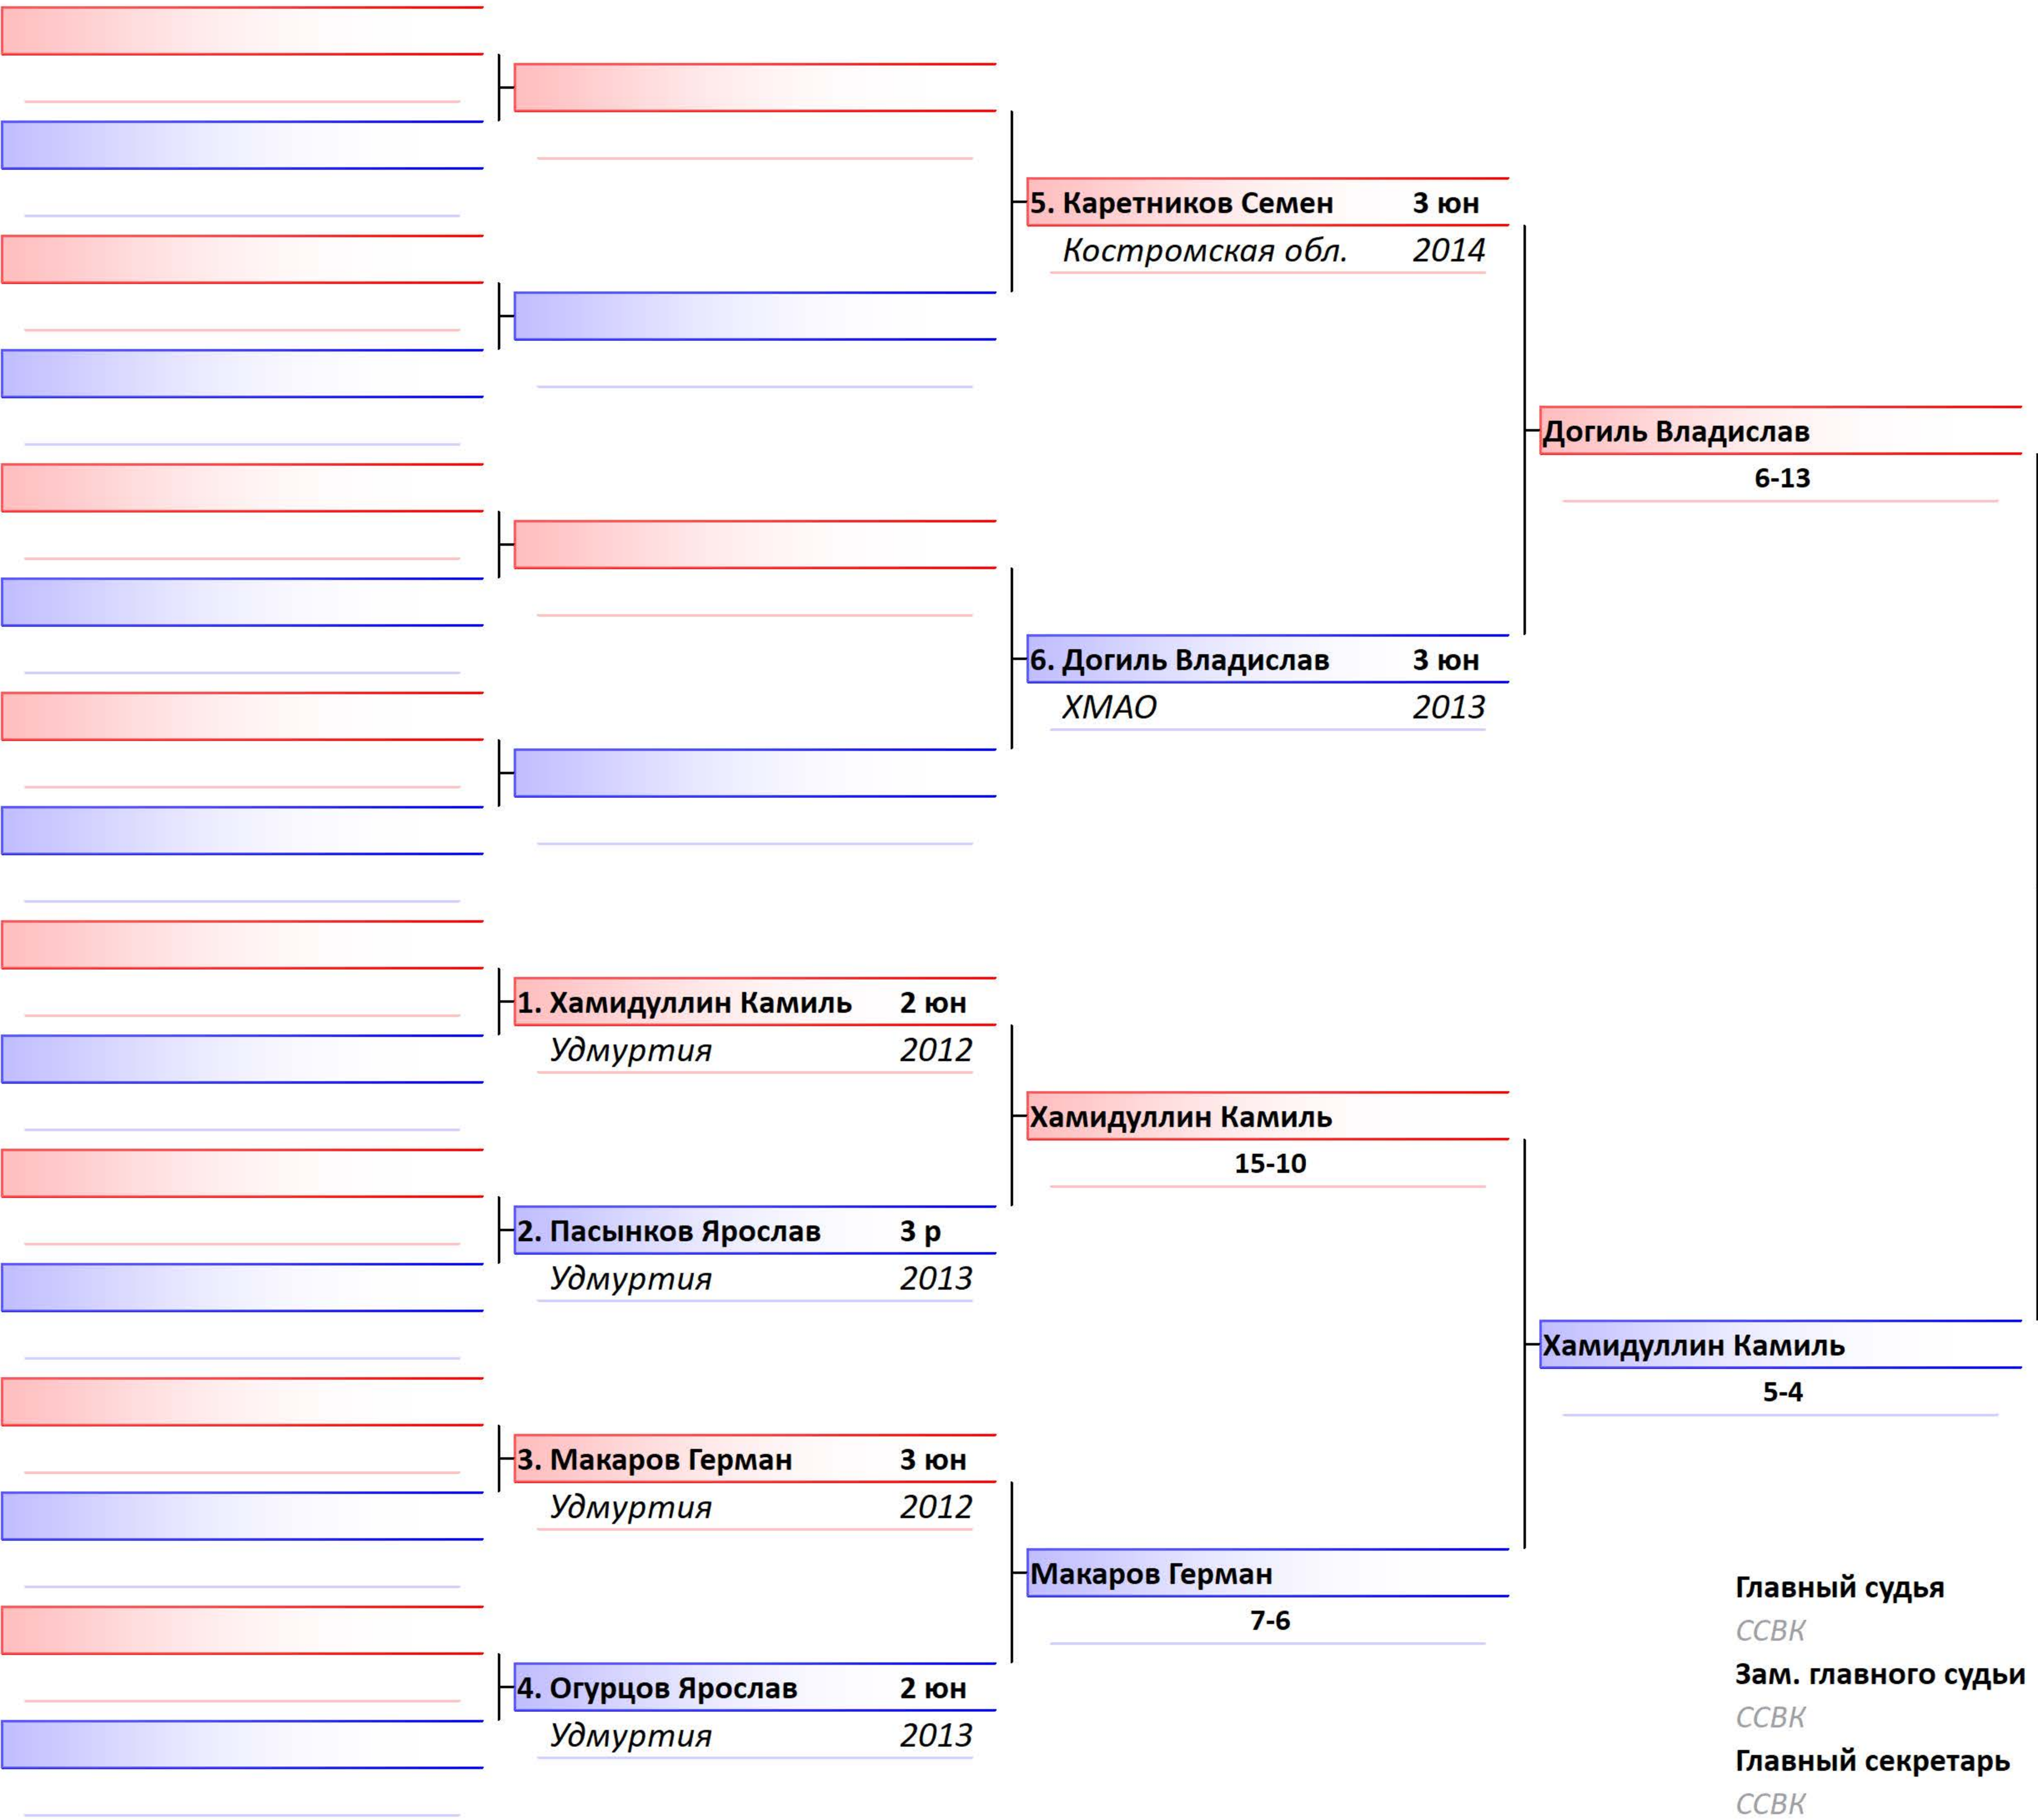 5. Каретников Семен 3 юн
Костромская обл. 2014
Догиль Владислав
6-13
6. Догиль Владислав 3 юн
ХМАО 2013
1. Хамидуллин Камиль 2 юн
Удмуртия 2012
Хамидуллин Камиль
15-10
2. Пасынков Ярослав 3 р
Удмуртия 2013
Хамидуллин Камиль
5-4
3. Макаров Герман 3 юн
Удмуртия 2012
Макаров Герман
7-6
4. Огурцов Ярослав 2 юн
Удмуртия 2013
Главный судья
ССВК
Зам. главного судьи
ССВК
Главный секретарь
ССВК